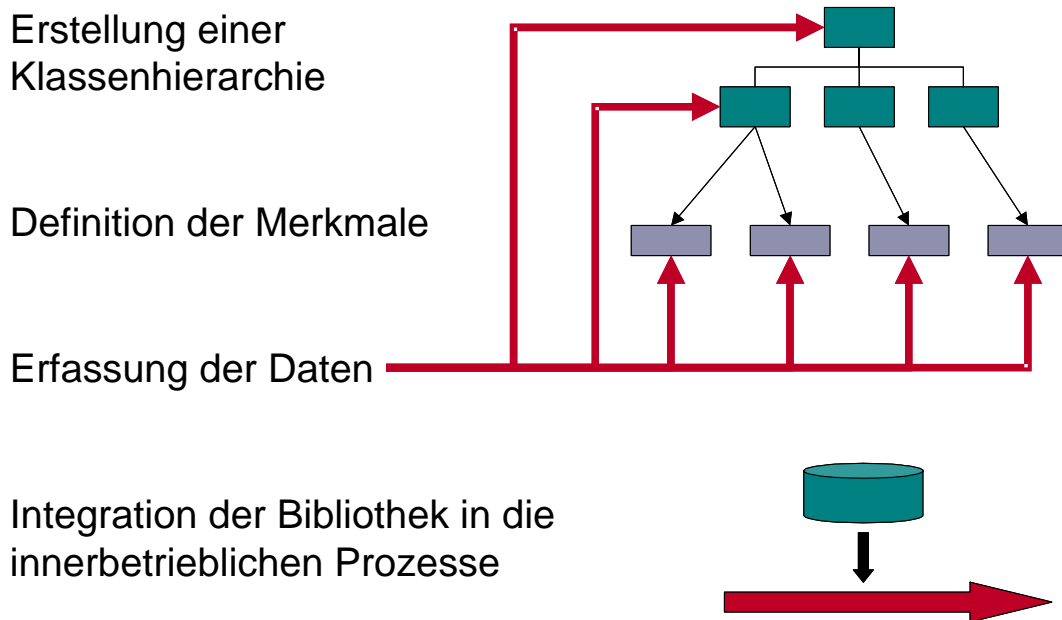 Erstellung einer
Klassenhierarchie
Definition der Merkmale
Erfassung der Daten
Integration der Bibliothek in die
innerbetrieblichen Prozesse